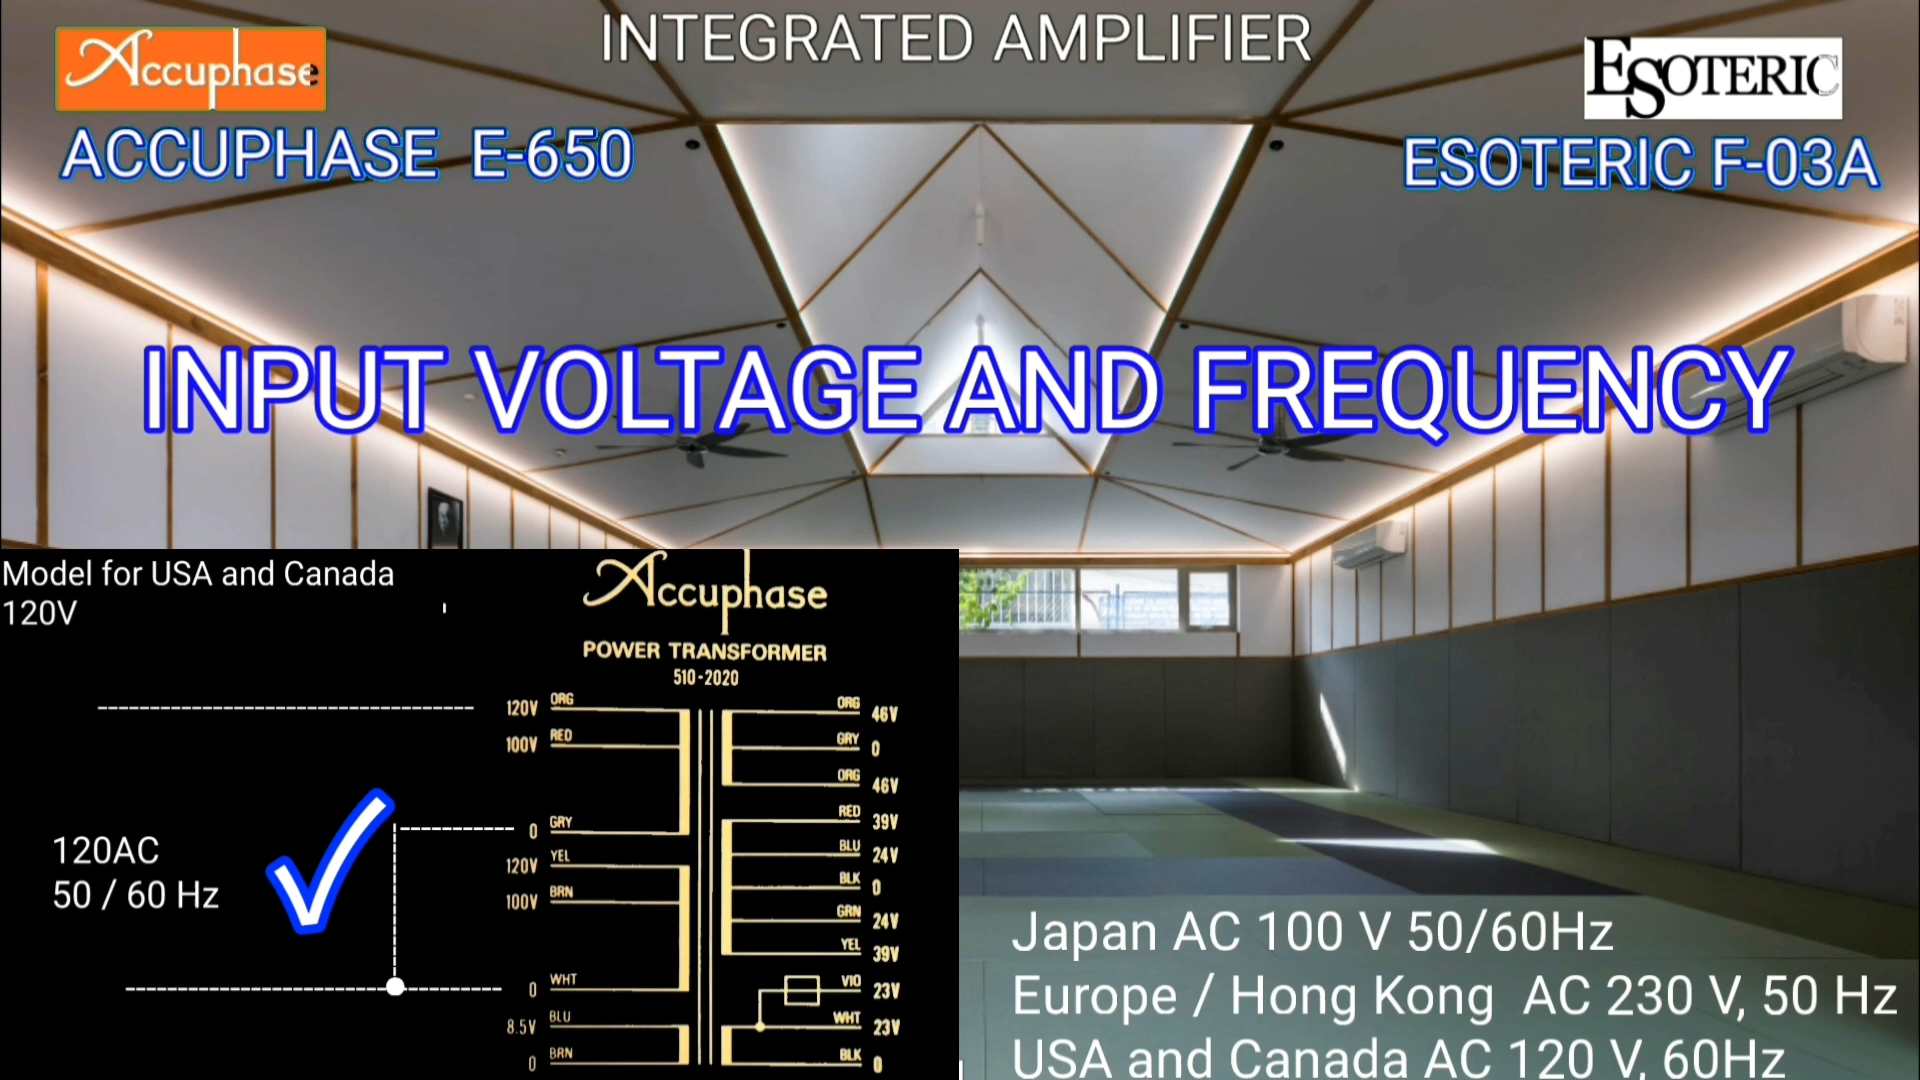 INTEGRATED AMPLIFIER
Accuphase
ESOTERIC
ACCUPHASE E-650
ESOTERIC F-03A
INPUT VOLTAGE AND FREQUENCY
Model for USA and Canada
120V
Accuphase
POWER TRANSFORMER
510-2020
120V ORG
100V RED
0 GRY
120V YEL
100V BRN
0 WHT
8.5V BLU
0 BRN
ORG 46V
GRY 0
ORG 46V
RED 39V
BLU 24V
BLK 0
GRN 24V
YEL 39V
VIO 23V
WHT 23V
BLK 0
120AC
50 / 60 Hz
Japan AC 100 V 50/60Hz
Europe / Hong Kong AC 230 V, 50 Hz
USA and Canada AC 120 V, 60Hz